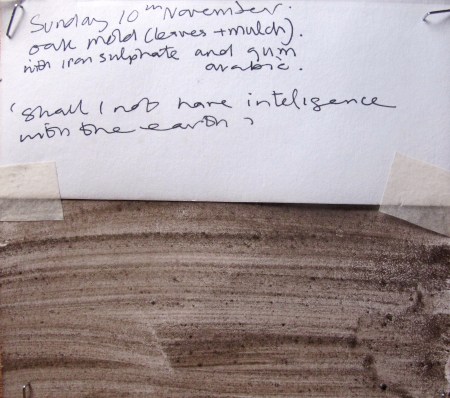 Sunday 10th November.
oak mold (leaves + mulch).
with iron sulphate and gum
arabic.
'shall I not have inteligence
with the earth'